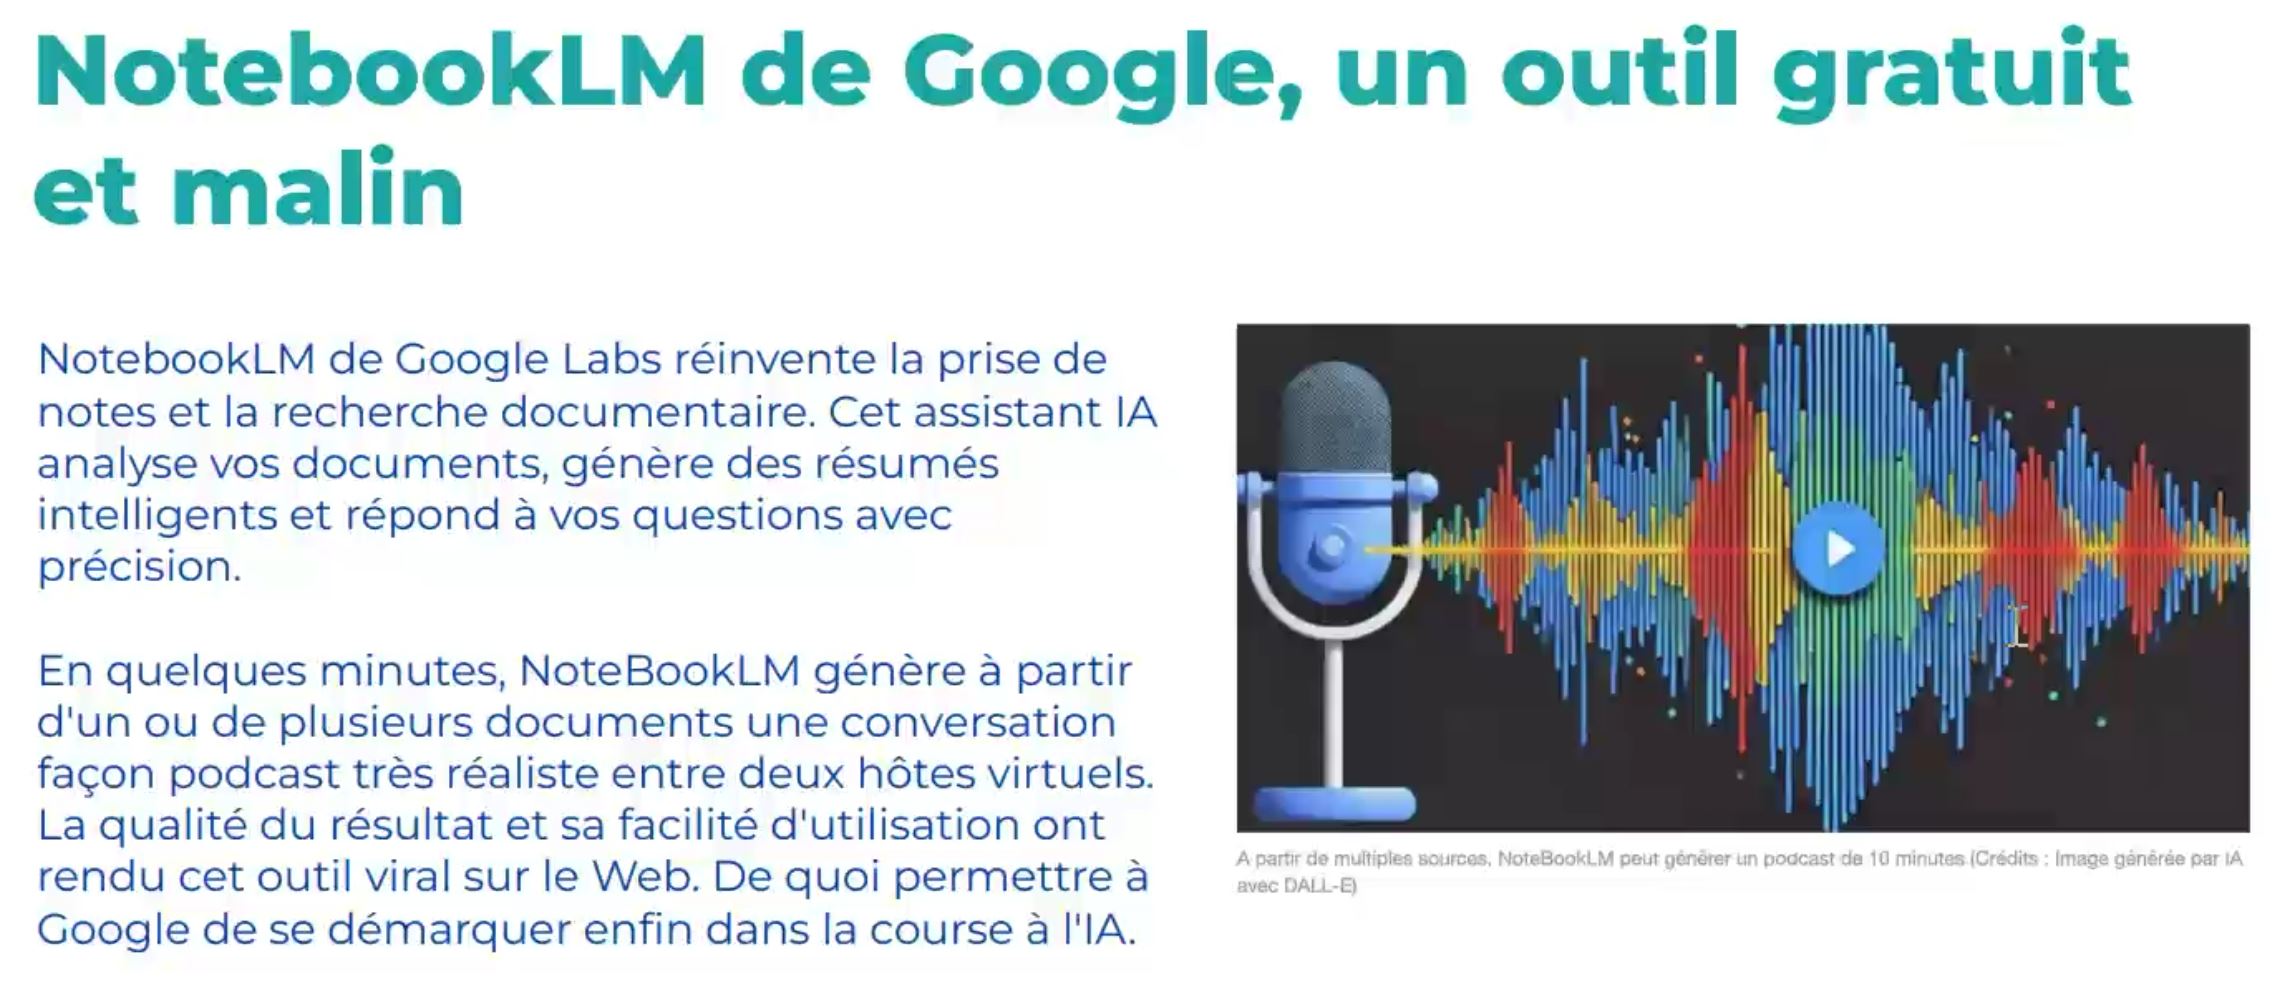 NotebookLM de Google, un outil gratuit
et malin
NotebookLM de Google Labs réinvente la prise de
notes et la recherche documentaire. Cet assistant IA
analyse vos documents, génère des résumés
intelligents et répond à vos questions avec
précision.
En quelques minutes, NoteBookLM génère à partir
d'un ou de plusieurs documents une conversation
façon podcast très réaliste entre deux hôtes virtuels.
La qualité du résultat et sa facilité d'utilisation ont
rendu cet outil viral sur le Web. De quoi permettre à
Google de se démarquer enfin dans la course à l'IA.
A partir de multiples sources, NoteBookLM peut générer un podcast de 10 minutes (Crédits : Image générée par IA
avec DALL-E)